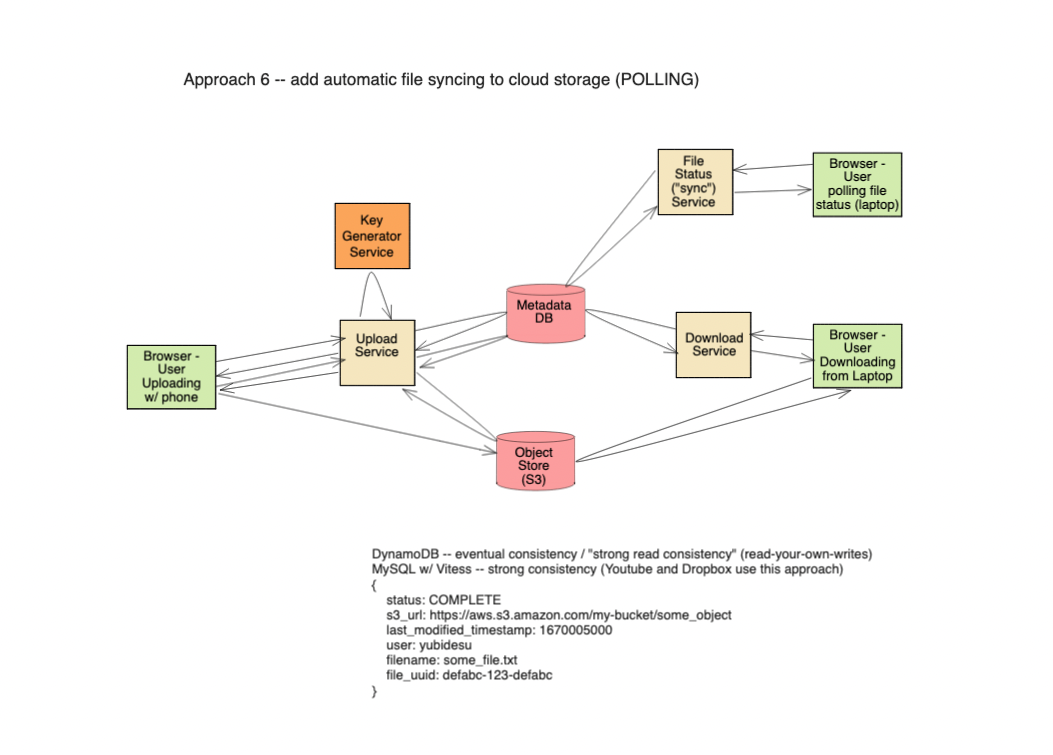 Approach 6 -- add automatic file syncing to cloud storage (POLLING)
File
Status
("sync")
Service
Browser -
User
polling file
status (laptop)
Key
Generator
Service
Metadata
DB
Upload
Service
Download
Service
Browser -
User
Downloading
from Laptop
Browser -
User
Uploading
w/ phone
Object
Store
(S3)
DynamoDB -- eventual consistency / "strong read consistency" (read-your-own-writes)
MySQL w/ Vitess -- strong consistency (Youtube and Dropbox use this approach)
{
status: COMPLETE
s3_url: https://aws.s3.amazon.com/my-bucket/some_object
last_modified_timestamp: 1670005000
user: yubidesu
filename: some_file.txt
file_uuid: defabc-123-defabc
}